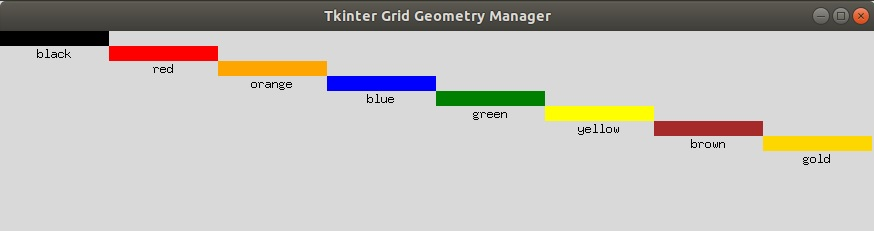 Tkinter Grid Geometry Manager
black
red
orange
blue
green
yellow
brown
gold